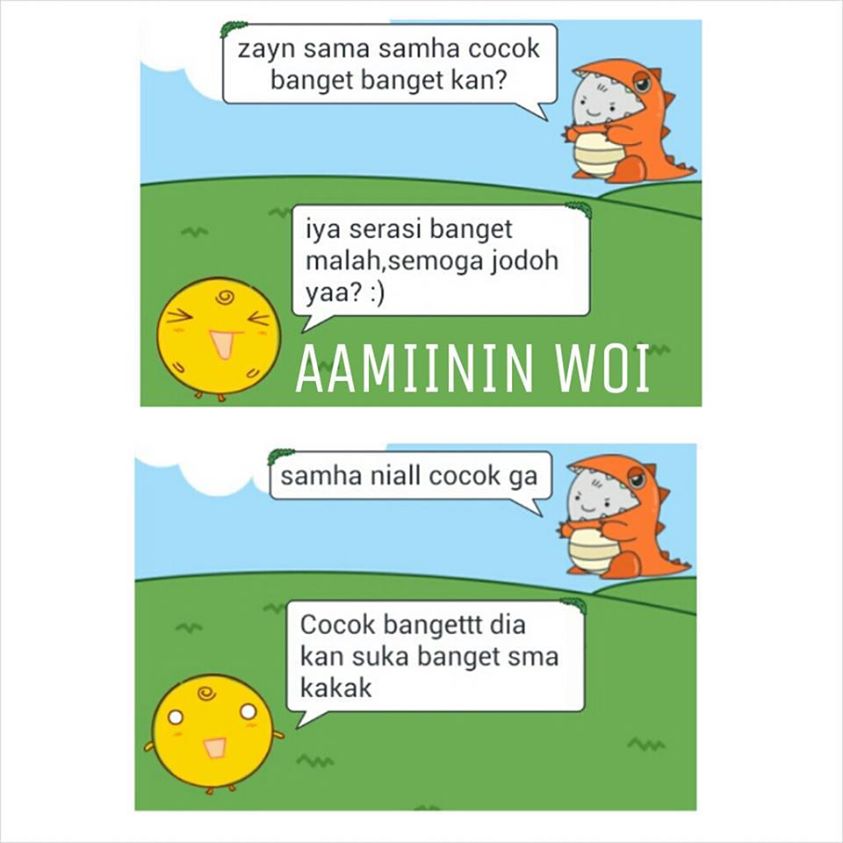 zayn sama samha cocok
banget banget kan?
iya serasi banget
malah,semoga jodoh
yaa? :)
AAMIININ WOI
samha niall cocok ga
Cocok bangettt dia
kan suka banget sma
kakak